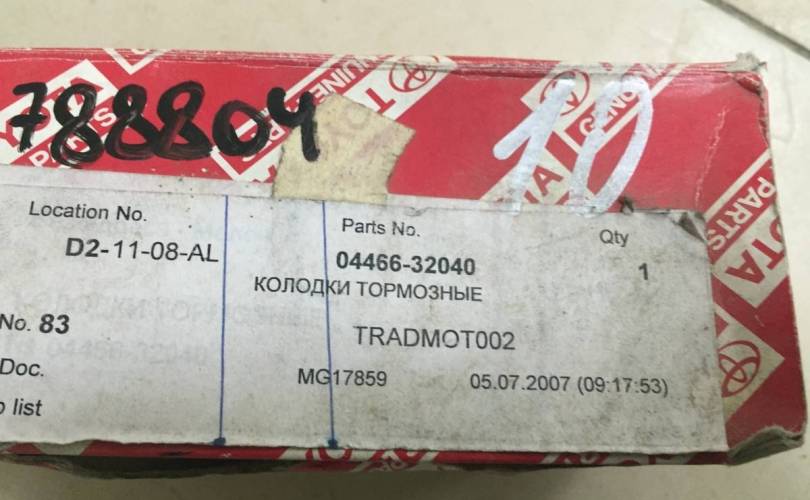 788804
10
Location No.
D2-11-08-AL
Parts No.
04466-32040
Qty
1
КОЛОДКИ ТОРМОЗНЫЕ
No. 83
TRADMOT002
Doc.
MG17859
05.07.2007 (09:17:53)
list
PARTS